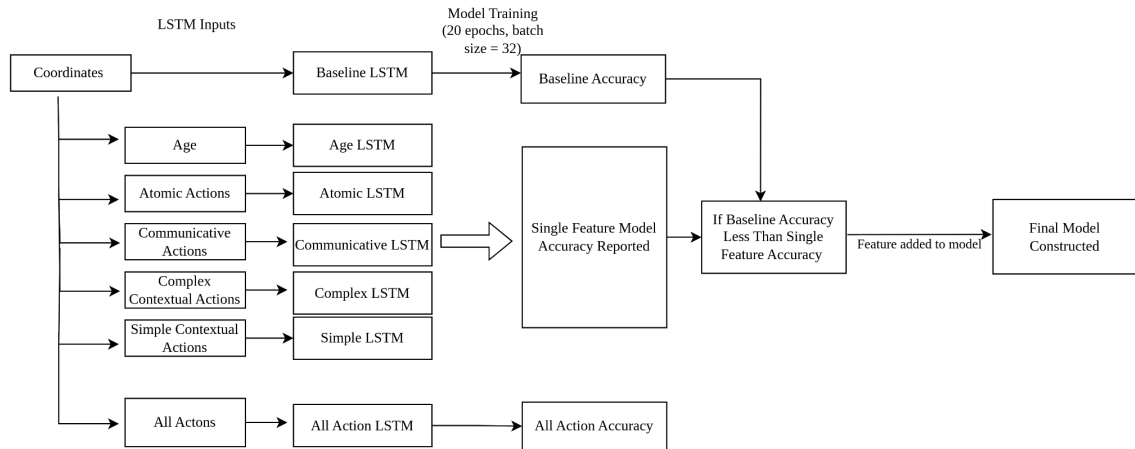 LSTM Inputs
Model Training
(20 epochs, batch
size = 32)
Coordinates
Baseline LSTM
Baseline Accuracy
Age
Age LSTM
Atomic Actions
Atomic LSTM
Communicative
Actions
Communicative LSTM
Complex
Contextual Actions
Complex LSTM
Simple Contextual
Actions
Simple LSTM
All Actons
All Action LSTM
All Action Accuracy
Single Feature Model
Accuracy Reported
If Baseline Accuracy
Less Than Single
Feature Accuracy
Feature added to model
Final Model
Constructed